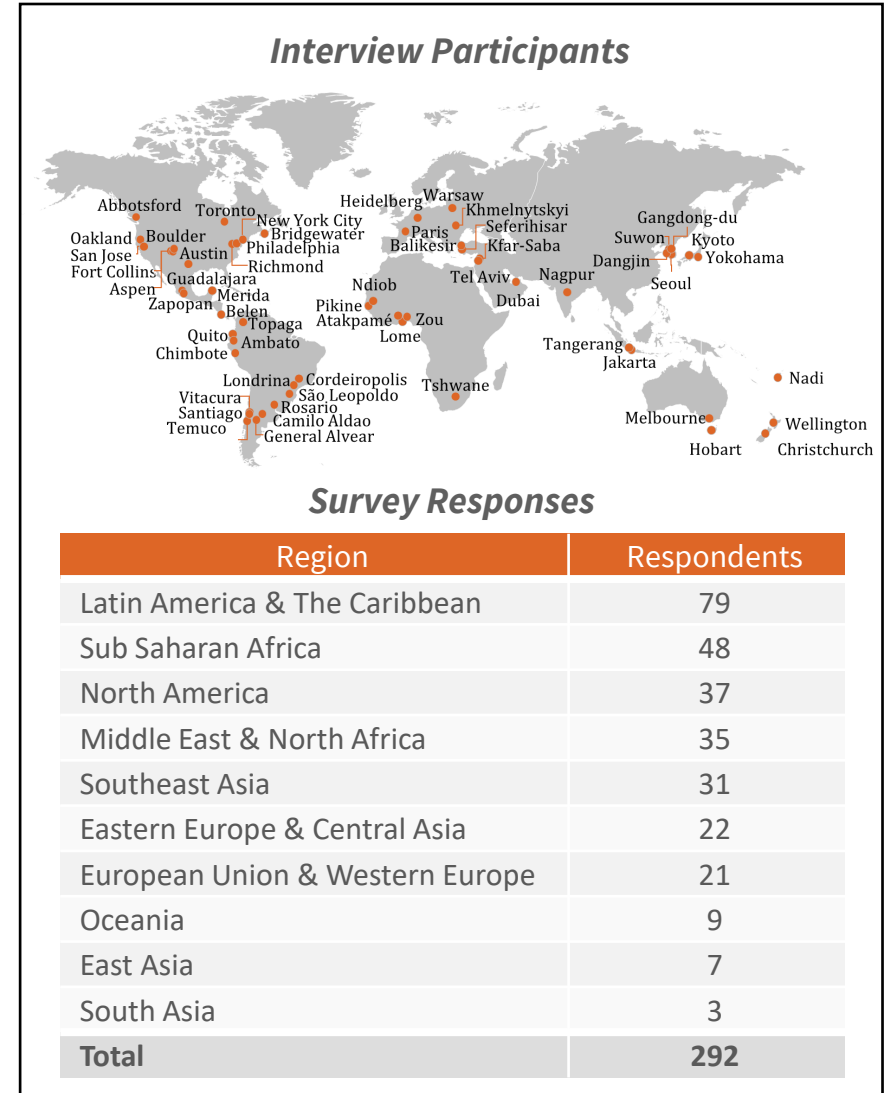 Interview Participants
Abbotsford
Toronto
New York City
Bridgewater
Oakland
Boulder
Philadelphia
San Jose
Austin
Fort Collins
Richmond
Aspen
Guadalajara
Merida
Zapopan
Belen
Topaga
Quito
Ambato
Chimbote
Londrina
Cordeiropolis
São Leopoldo
Vitacura
Rosario
Santiago
Camilo Aldao
Temuco
General Alvear
Heidelberg
Warsaw
Khmelnytskyi
Seferihisar
Paris
Balikesir
Kfar-Saba
Tel Aviv
Dubai
Nagpur
Ndiob
Pikine
Atakpamé
Zou
Lome
Tshwane
Gangdong-du
Suwon
Kyoto
Dangjin
Yokohama
Seoul
Tangerang
Jakarta
Nadi
Melbourne
Wellington
Hobart
Christchurch
Survey Responses
Region Respondents
Latin America & The Caribbean 79
Sub Saharan Africa 48
North America 37
Middle East & North Africa 35
Southeast Asia 31
Eastern Europe & Central Asia 22
European Union & Western Europe 21
Oceania 9
East Asia 7
South Asia 3
Total 292